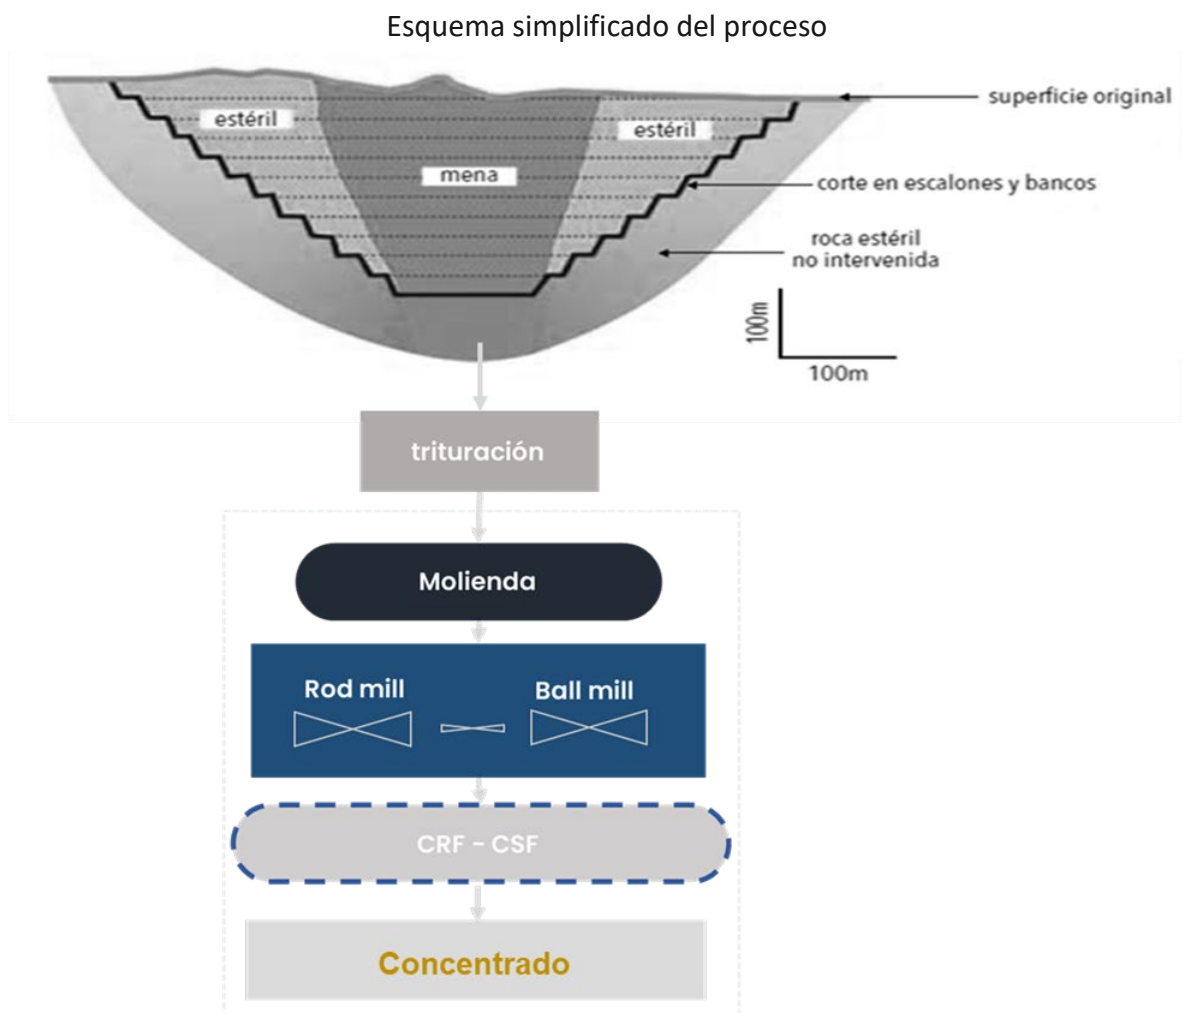 Esquema simplificado del proceso
superficie original
estéril
estéril
mena
corte en escalones y bancos
roca estéril
no intervenida
100m
100m
trituración
Molienda
Rod mill
Ball mill
CRF - CSF
Concentrado